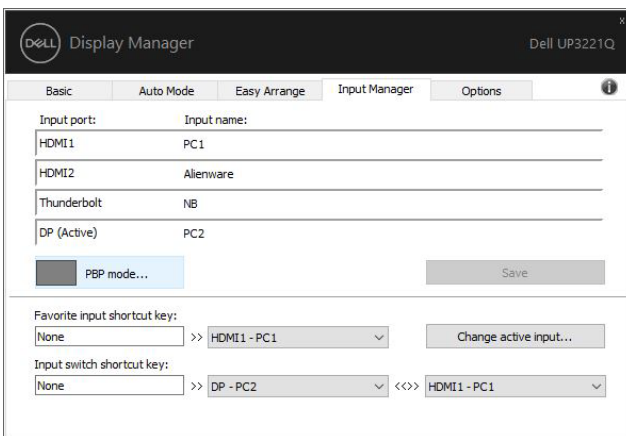 x
DELL Display Manager Dell UP3221Q
Basic Auto Mode Easy Arrange Input Manager Options i
Input port: Input name:
HDMI1 PC1
HDMI2 Alienware
Thunderbolt NB
DP (Active) PC2
PBP mode... Save
Favorite input shortcut key:
None >> HDMI1 - PC1 Change active input...
Input switch shortcut key:
None >> DP - PC2 <<>> HDMI1 - PC1